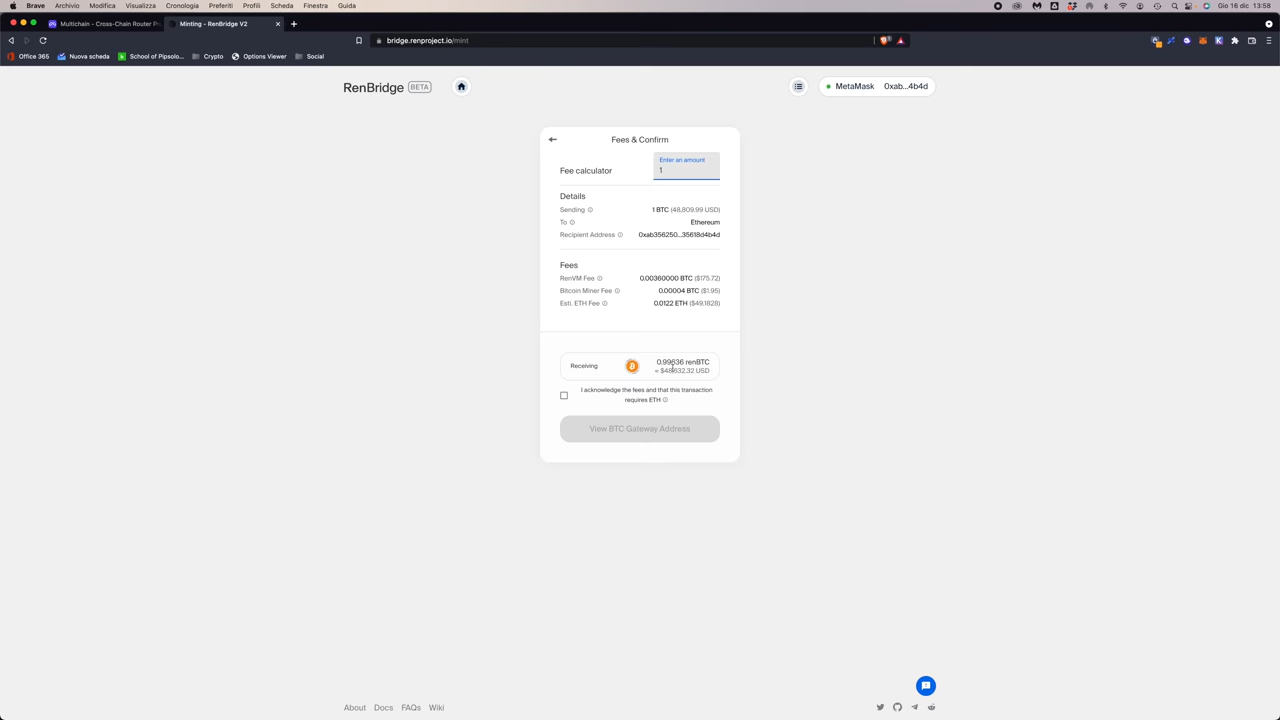 Brave Archivio Modifica Visualizza Cronologia Preferiti Profili Scheda Finestra Guida Gio 16 dic 13:58
Multichain - Cross-Chain Router Pr Minting - RenBridge V2
bridge.renproject.io/mint
Office 365 Nuova scheda School of Pipsolo... Crypto Options Viewer Social
RenBridge BETA MetaMask 0xab...4b4d
Fees & Confirm
Enter an amount
Fee calculator 1
Details
Sending 1 BTC (48,809.99 USD)
To Ethereum
Recipient Address 0xab356250...35618d4b4d
Fees
RenVM Fee 0.00360000 BTC ($175.72)
Bitcoin Miner Fee 0.00004 BTC ($1.95)
Esti. ETH Fee 0.0122 ETH ($49.1828)
0.99636 renBTC
Receiving
≈ $48632.32 USD
I acknowledge the fees and that this transaction
requires ETH
View BTC Gateway Address
About Docs FAQs Wiki